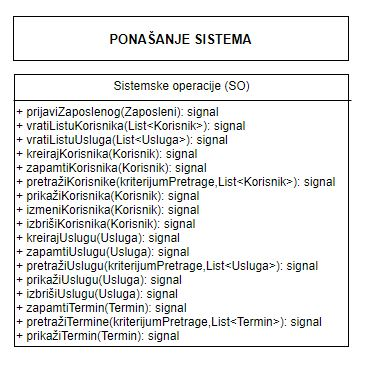 PONAŠANJE SISTEMA
Sistemske operacije (SO)
+ prijaviZaposlenog(Zaposleni): signal
+ vratiListuKorisnika(List<Korisnik>): signal
+ vratiListuUsluga(List<Usluga>): signal
+ kreirajKorisnika(Korisnik): signal
+ zapamtiKorisnika(Korisnik): signal
+ pretražiKorisnike(kriterijumPretrage,List<Korisnik>): signal
+ prikažiKorisnika(Korisnik): signal
+ izmeniKorisnika(Korisnik): signal
+ izbrišiKorisnika(Korisnik): signal
+ kreirajUslugu(Usluga): signal
+ zapamtiUslugu(Usluga): signal
+ pretražiUslugu(kriterijumPretrage,List<Usluga>): signal
+ prikažiUslugu(Usluga): signal
+ izbrišiUslugu(Usluga): signal
+ zapamtiTermin(Termin): signal
+ pretražiTermine(kriterijumPretrage,List<Termin>): signal
+ prikažiTermin(Termin): signal